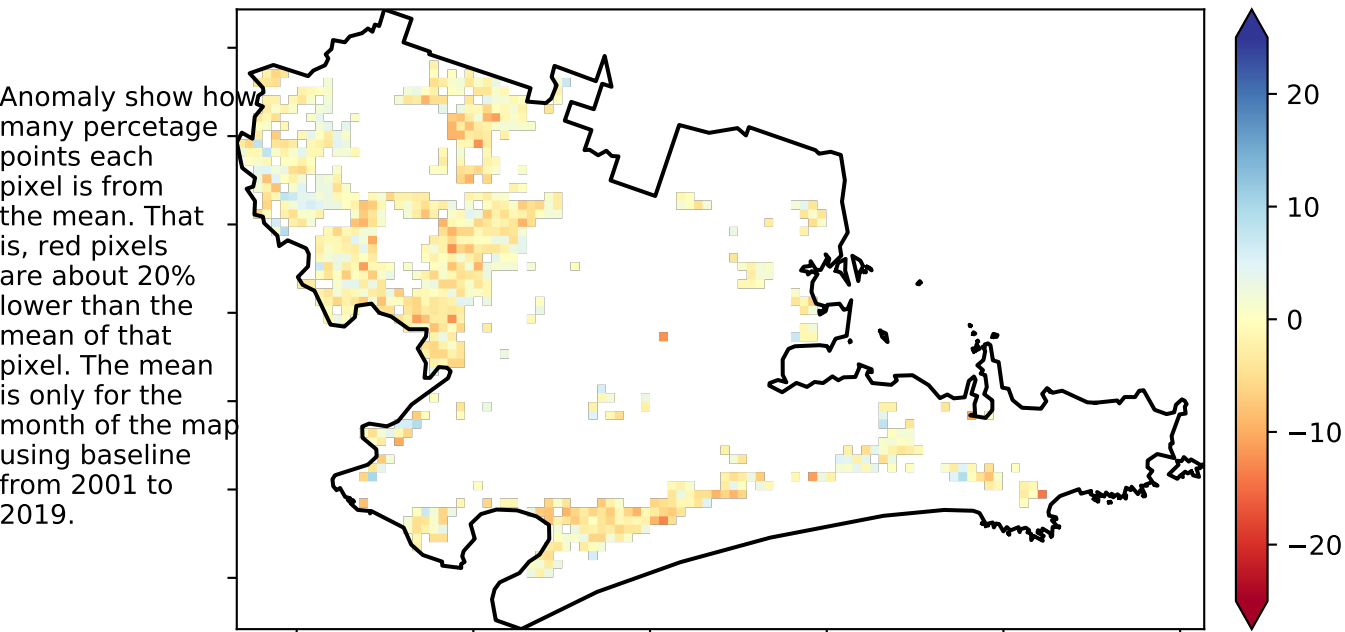 Anomaly show how
many percetage
points each
pixel is from
the mean. That
is, red pixels
are about 20%
lower than the
mean of that
pixel. The mean
is only for the
month of the map
using baseline
from 2001 to
2019.
20
10
0
−10
−20